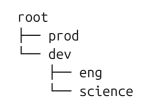 root
├── prod
└── dev
    ├── eng
    └── science